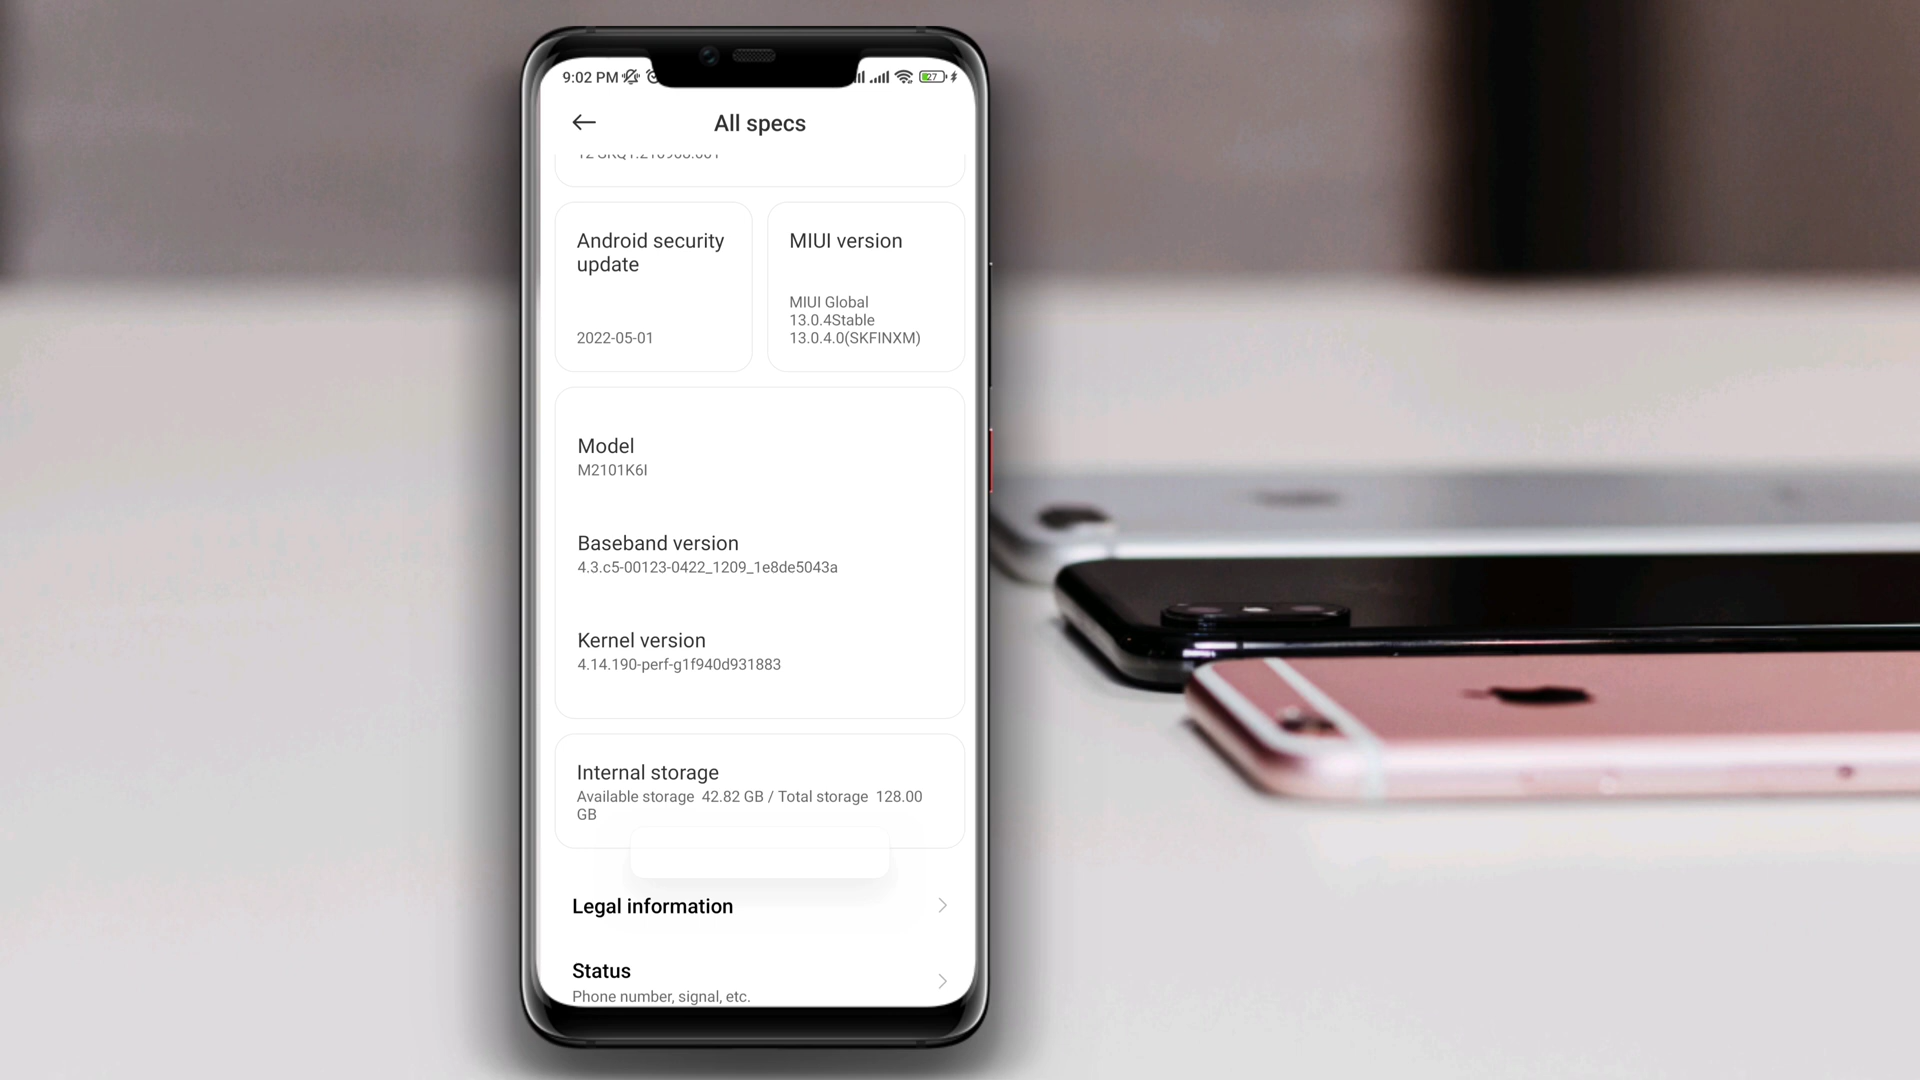 9:02 PM
27
All specs
Android security
update
2022-05-01
MIUI version
MIUI Global
13.0.4Stable
13.0.4.0(SKFINXM)
Model
M2101K6I
Baseband version
4.3.c5-00123-0422_1209_1e8de5043a
Kernel version
4.14.190-perf-g1f940d931883
Internal storage
Available storage 42.82 GB / Total storage 128.00
GB
Legal information
Status
Phone number, signal, etc.